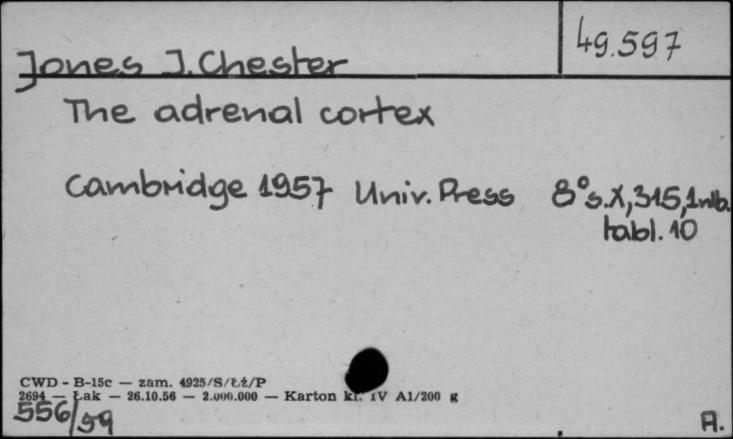 49.597
Jones J. Chester
The adrenal cortex
Cambridge 1957 Univ. Press 8° s. X, 315, 1 nlb.
tabl. 10
CWD - B-15c — zam. 4925/S/Łż/P
2694 — Łak — 26.10.56 — 2.000.000 — Karton kl. IV A1/200 g
556/59
A.